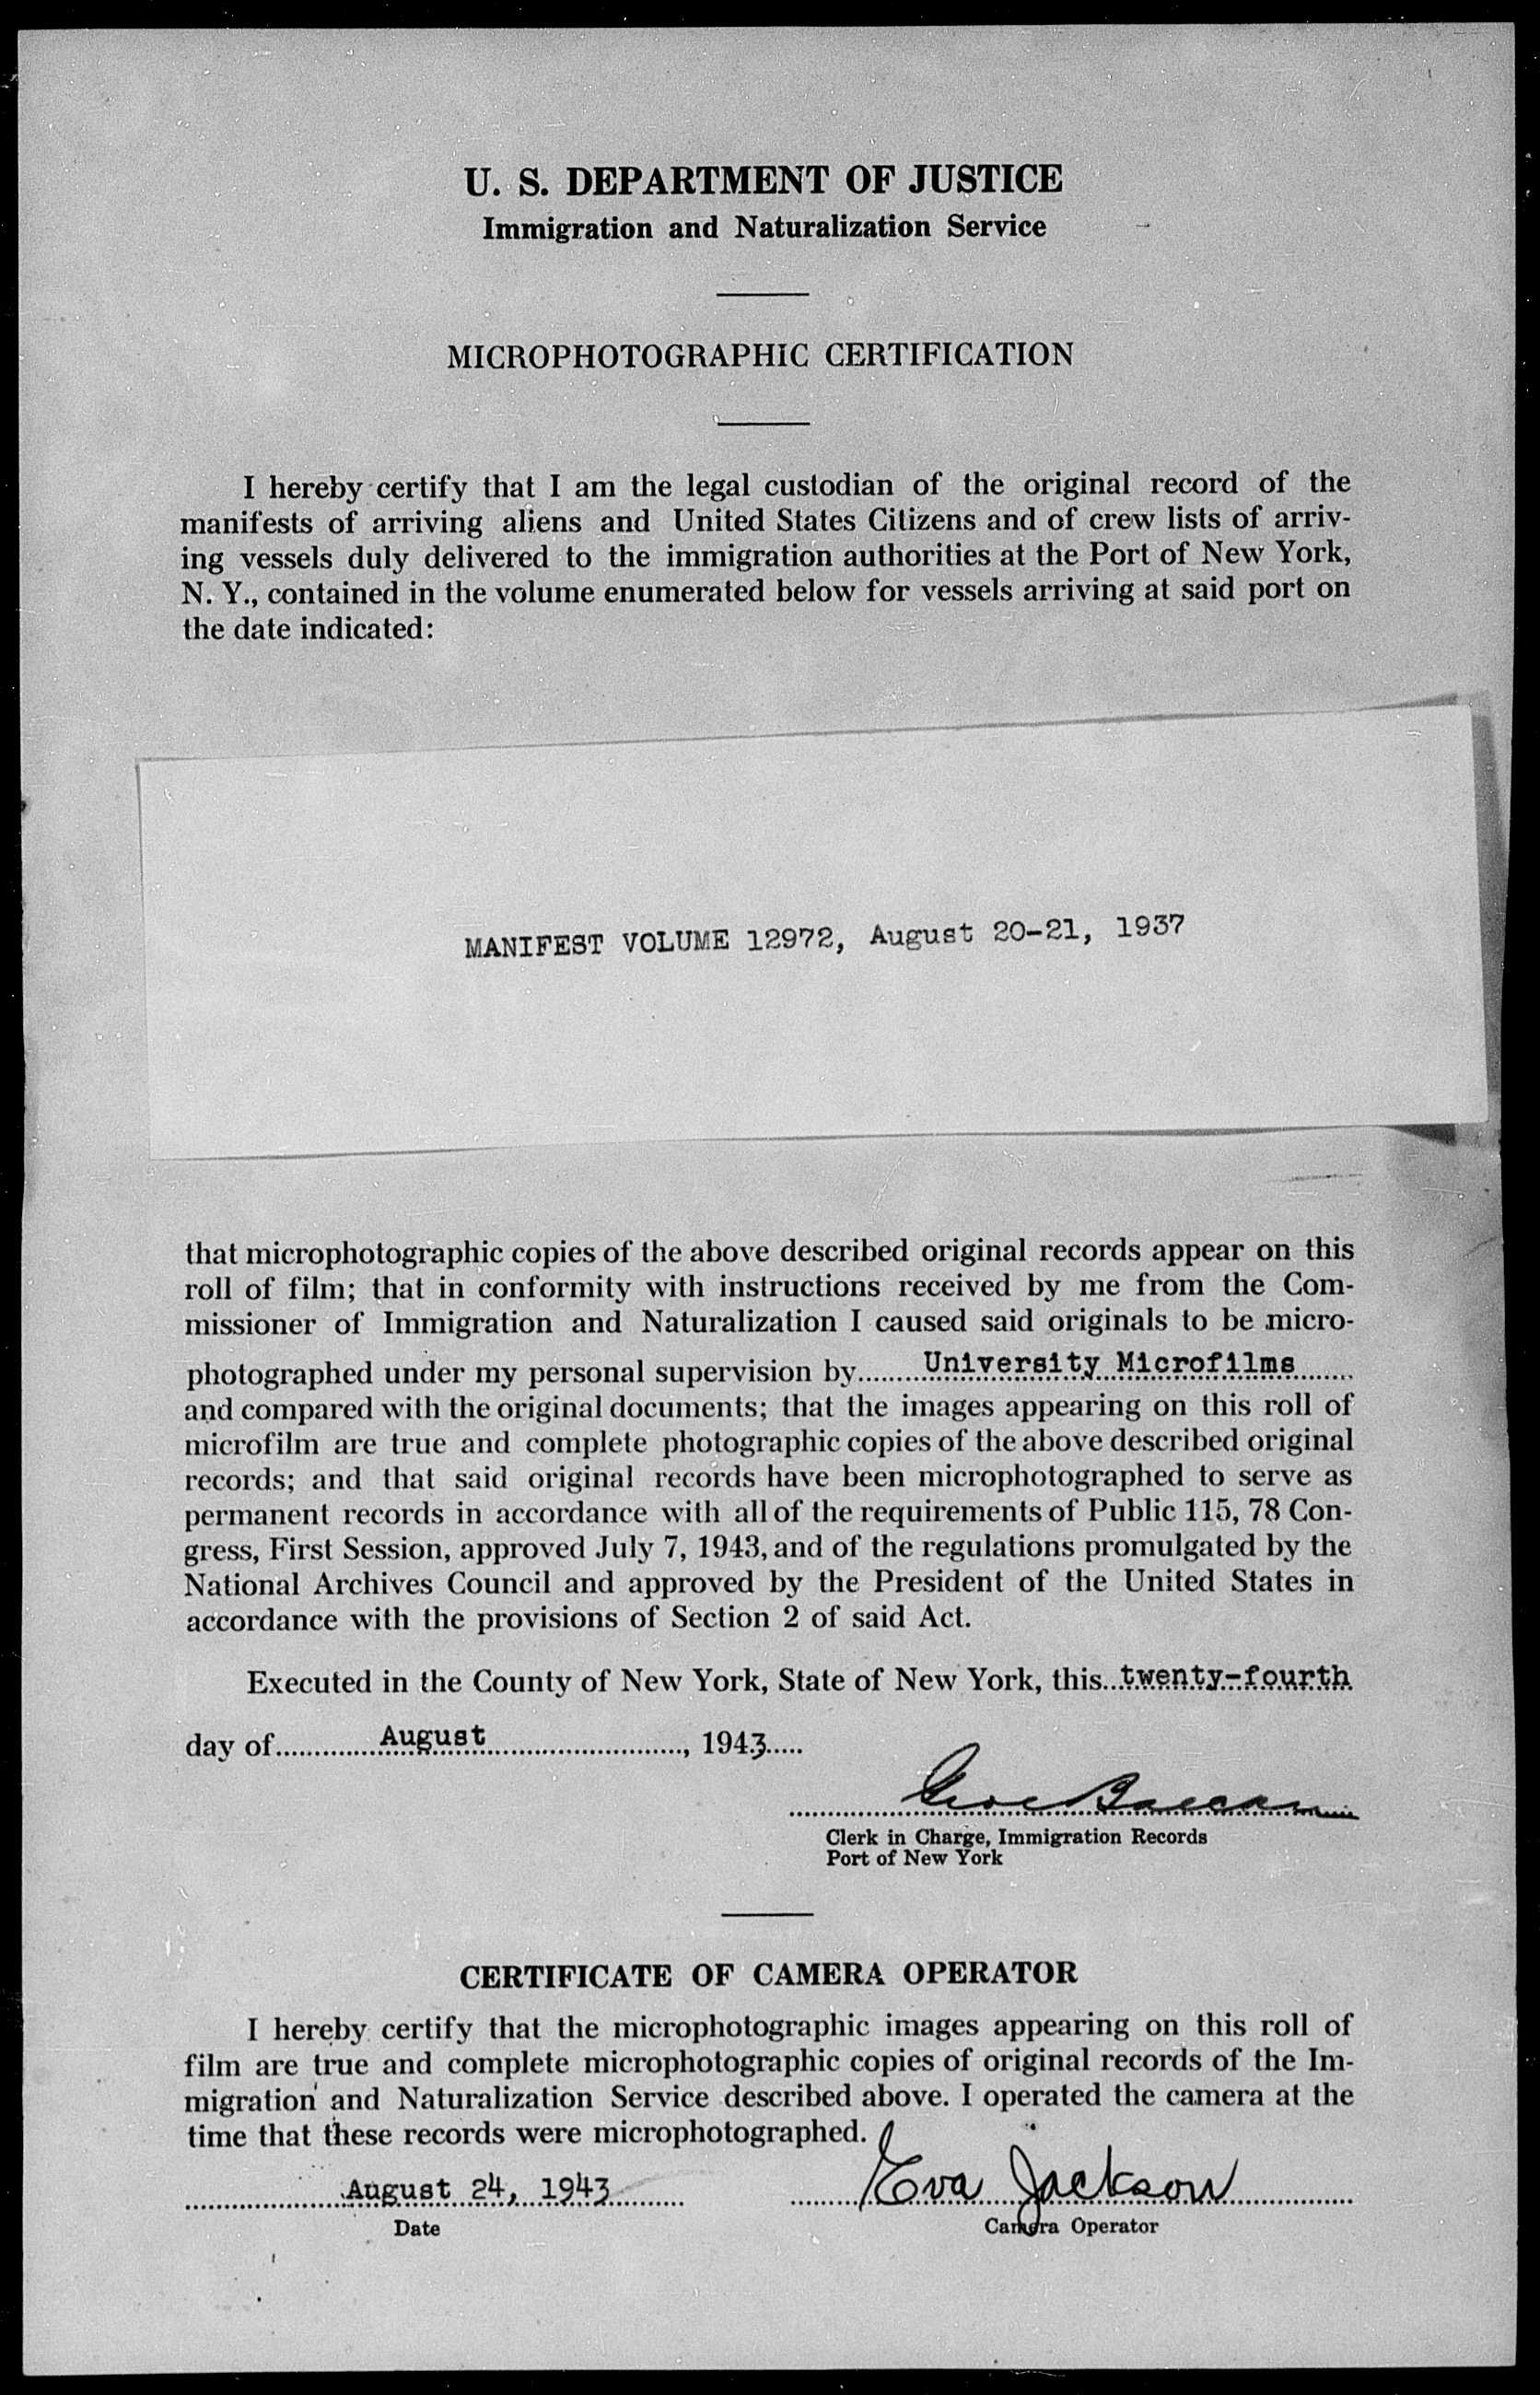 U. S. DEPARTMENT OF JUSTICE
Immigration and Naturalization Service
MICROPHOTOGRAPHIC CERTIFICATION
I hereby certify that I am the legal custodian of the original record of the
manifests of arriving aliens and United States Citizens and of crew lists of arriv-
ing vessels duly delivered to the immigration authorities at the Port of New York,
N. Y., contained in the volume enumerated below for vessels arriving at said port on
the date indicated:
MANIFEST VOLUME 12972, August 20-21, 1937
that microphotographic copies of the above described original records appear on this
roll of film; that in conformity with instructions received by me from the Com-
missioner of Immigration and Naturalization I caused said originals to be micro-
photographed under my personal supervision by University Microfilms
and compared with the original documents; that the images appearing on this roll of
microfilm are true and complete photographic copies of the above described original
records; and that said original records have been microphotographed to serve as
permanent records in accordance with all of the requirements of Public 115, 78 Con-
gress, First Session, approved July 7, 1943, and of the regulations promulgated by the
National Archives Council and approved by the President of the United States in
accordance with the provisions of Section 2 of said Act.
Executed in the County of New York, State of New York, this twenty-fourth
day of August, 1943
Clerk in Charge, Immigration Records
Port of New York
CERTIFICATE OF CAMERA OPERATOR
I hereby certify that the microphotographic images appearing on this roll of
film are true and complete microphotographic copies of original records of the Im-
migration and Naturalization Service described above. I operated the camera at the
time that these records were microphotographed.
August 24, 1943 Eva Jackson
Date Camera Operator